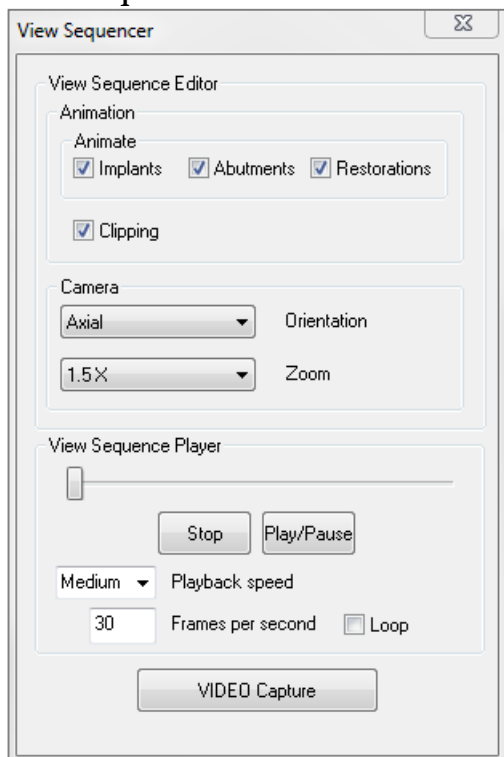 View Sequencer
View Sequence Editor
Animation
Animate
Implants Abutments Restorations
Clipping
Camera
Axial Orientation
1.5X Zoom
View Sequence Player
Stop Play/Pause
Medium Playback speed
30 Frames per second Loop
VIDEO Capture